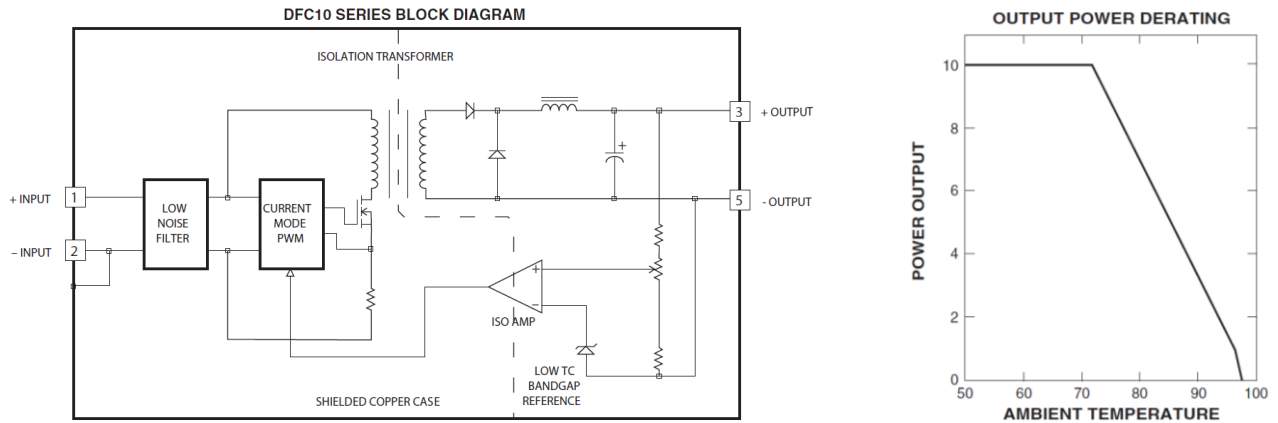 DFC10 SERIES BLOCK DIAGRAM
ISOLATION TRANSFORMER
3
+ OUTPUT
+
+ INPUT
1
LOW
NOISE
FILTER
CURRENT
MODE
PWM
5
- OUTPUT
– INPUT
2
+
–
ISO AMP
LOW TC
BANDGAP
REFERENCE
SHIELDED COPPER CASE
OUTPUT POWER DERATING
POWER OUTPUT
10
8
6
4
2
0
50
60
70
80
90
100
AMBIENT TEMPERATURE